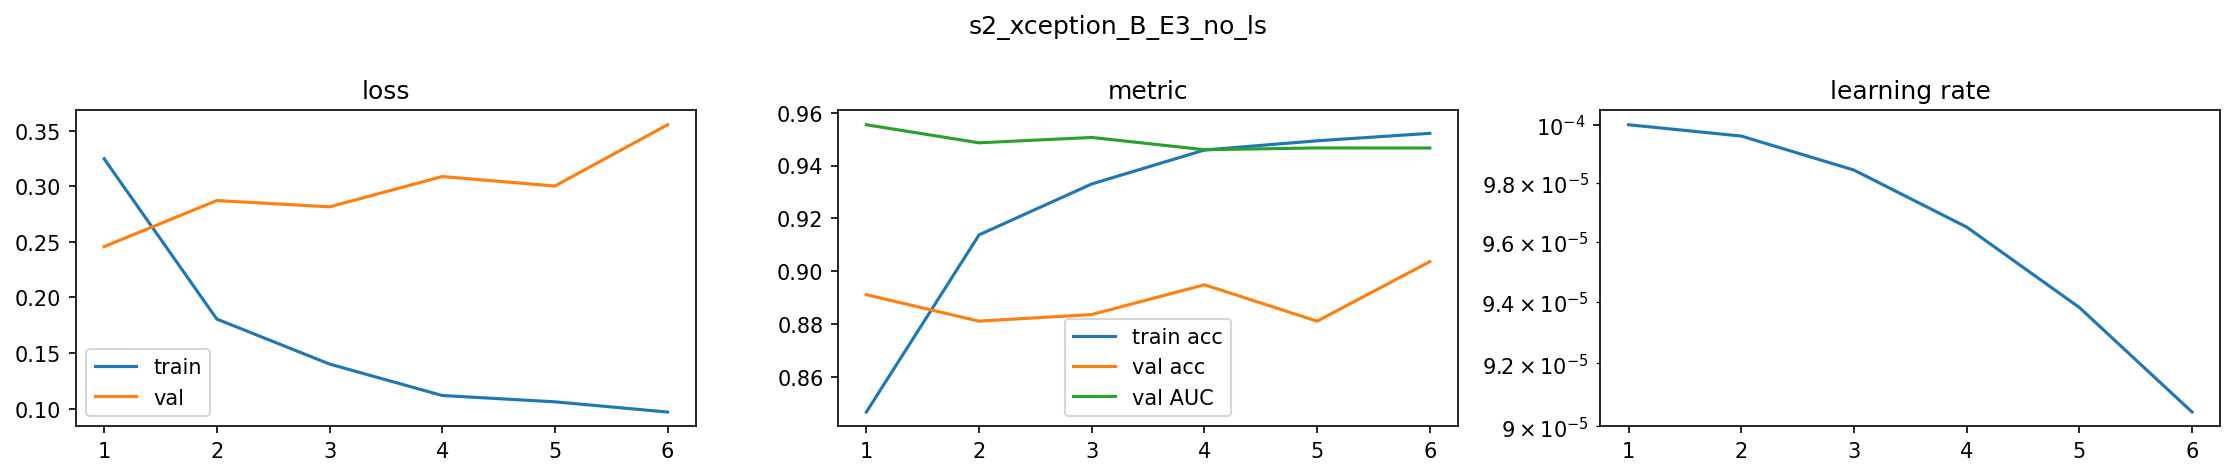 s2_xception_B_E3_no_ls
loss
0.35
0.30
0.25
0.20
0.15
0.10
train
val
1 2 3 4 5 6
metric
0.96
0.94
0.92
0.90
0.88
0.86
train acc
val acc
val AUC
1 2 3 4 5 6
learning rate
10⁻⁴
9.8 × 10⁻⁵
9.6 × 10⁻⁵
9.4 × 10⁻⁵
9.2 × 10⁻⁵
9 × 10⁻⁵
1 2 3 4 5 6